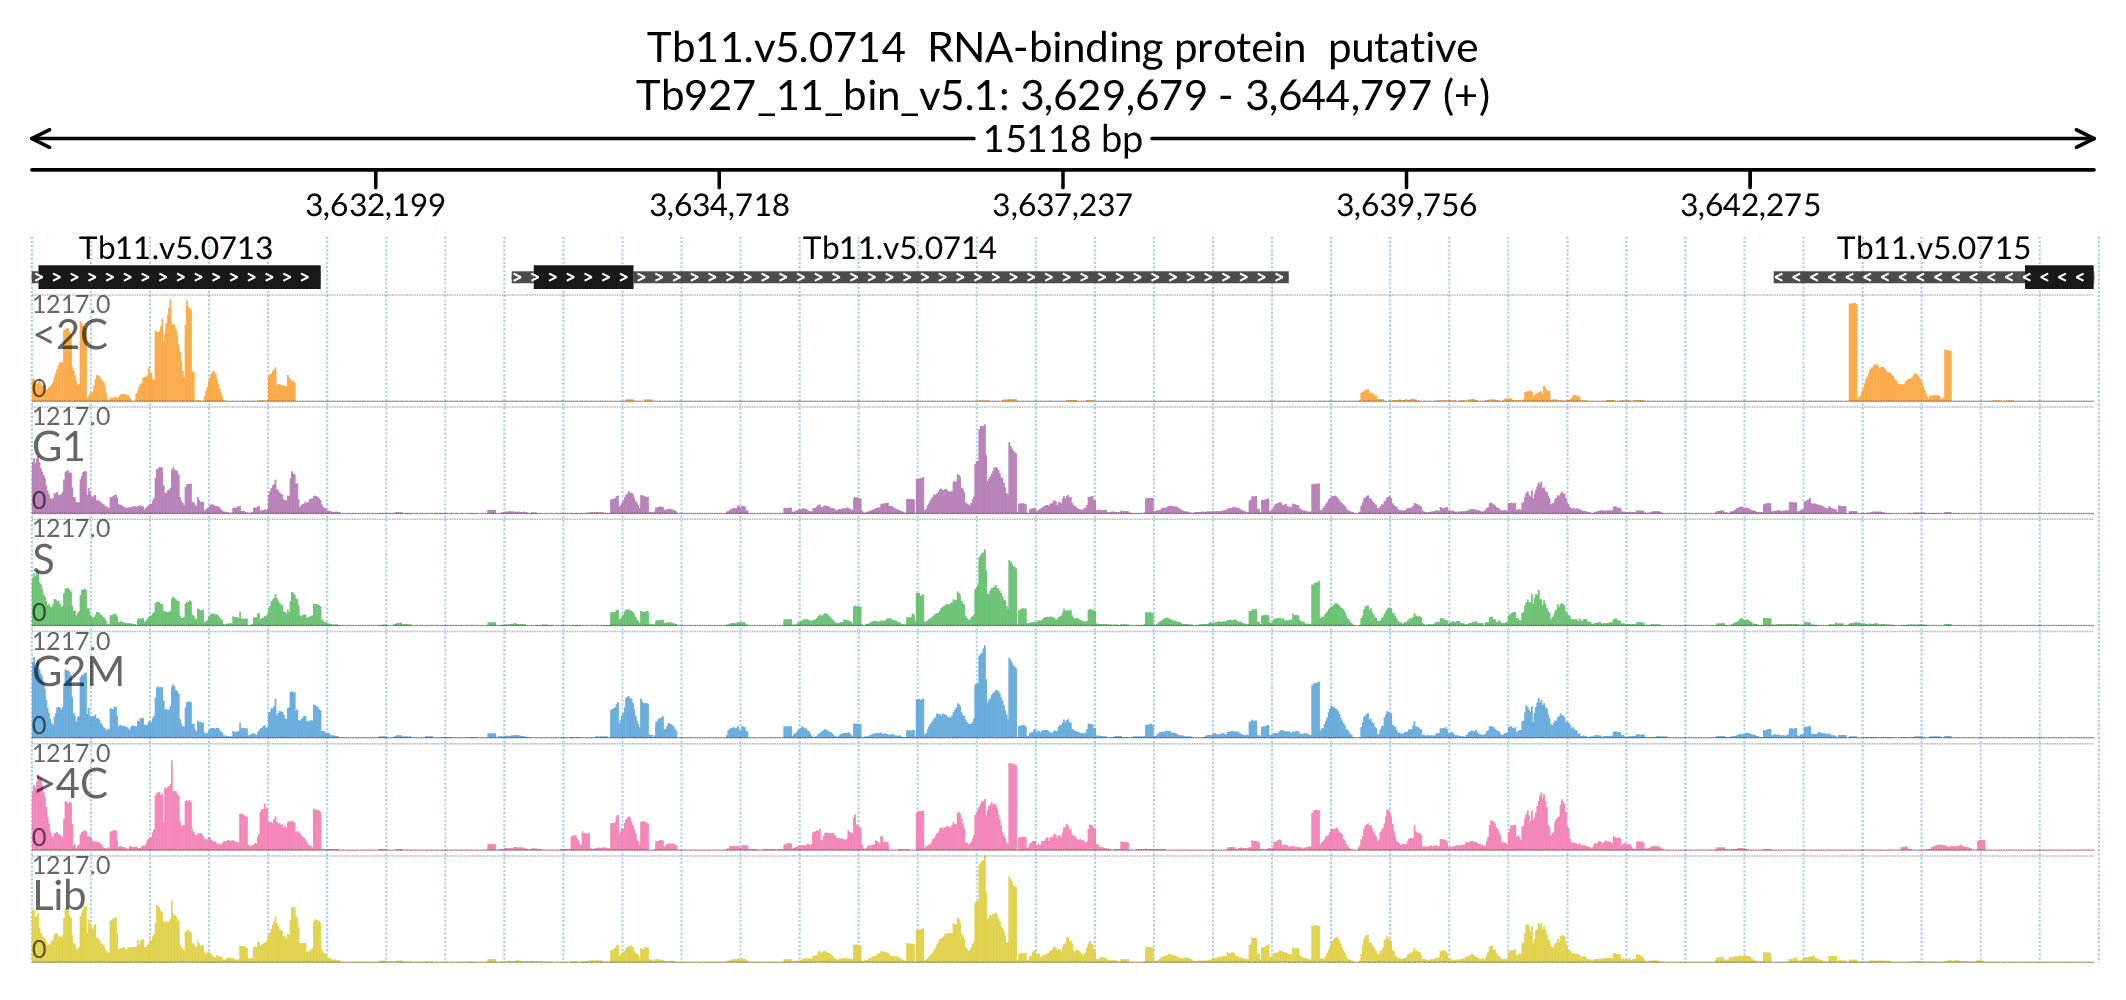 Tb11.v5.0714 RNA-binding protein putative
Tb927_11_bin_v5.1: 3,629,679 - 3,644,797 (+)
15118 bp
3,632,199 3,634,718 3,637,237 3,639,756 3,642,275
Tb11.v5.0713 Tb11.v5.0714 Tb11.v5.0715
1217.0
<2C
0
1217.0
G1
0
1217.0
S
0
1217.0
G2M
0
1217.0
>4C
0
1217.0
Lib
0